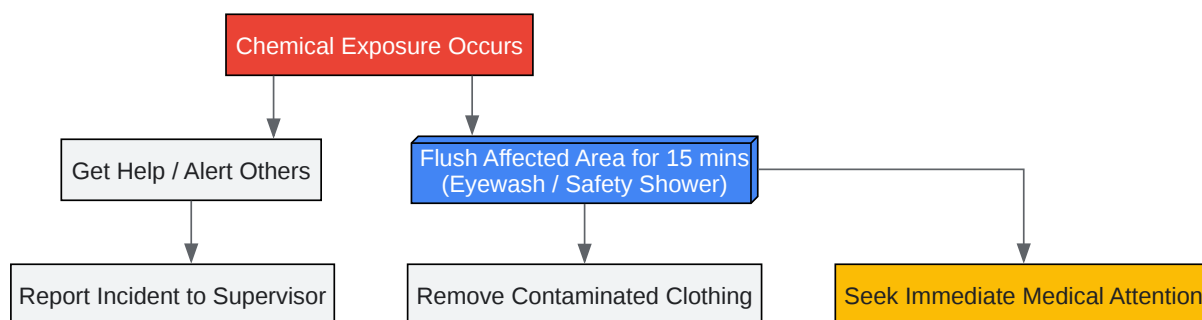 Chemical Exposure Occurs
Get Help / Alert Others
Flush Affected Area for 15 mins
(Eyewash / Safety Shower)
Report Incident to Supervisor
Remove Contaminated Clothing
Seek Immediate Medical Attention